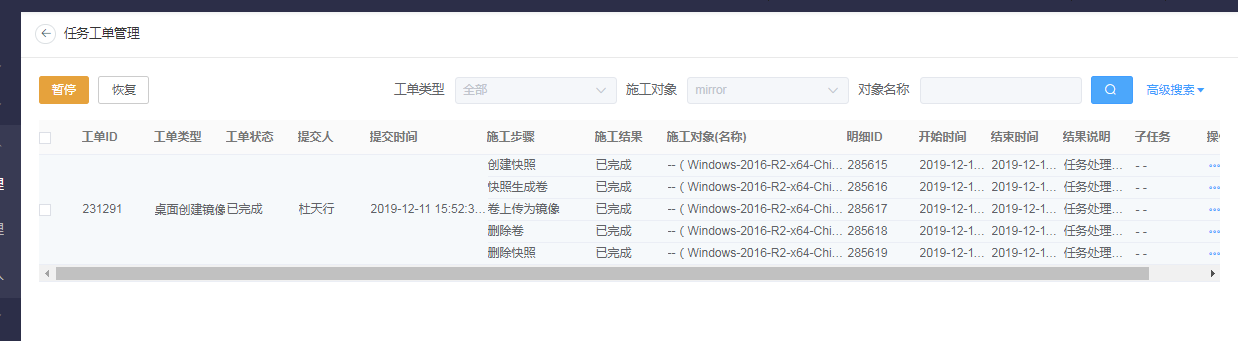 任务工单管理
暂停 恢复 工单类型 全部 施工对象 mirror 对象名称 高级搜索
工单ID 工单类型 工单状态 提交人 提交时间 施工步骤 施工结果 施工对象(名称) 明细ID 开始时间 结束时间 结果说明 子任务
创建快照 已完成 -- ( Windows-2016-R2-x64-Chi... 285615 2019-12-1... 2019-12-1... 任务处理... - -
快照生成卷 已完成 -- ( Windows-2016-R2-x64-Chi... 285616 2019-12-1... 2019-12-1... 任务处理... - -
231291 桌面创建镜像 已完成 杜天行 2019-12-11 15:52:3... 卷上传为镜像 已完成 -- ( Windows-2016-R2-x64-Chi... 285617 2019-12-1... 2019-12-1... 任务处理... - -
删除卷 已完成 -- ( Windows-2016-R2-x64-Chi... 285618 2019-12-1... 2019-12-1... 任务处理... - -
删除快照 已完成 -- ( Windows-2016-R2-x64-Chi... 285619 2019-12-1... 2019-12-1... 任务处理... - -